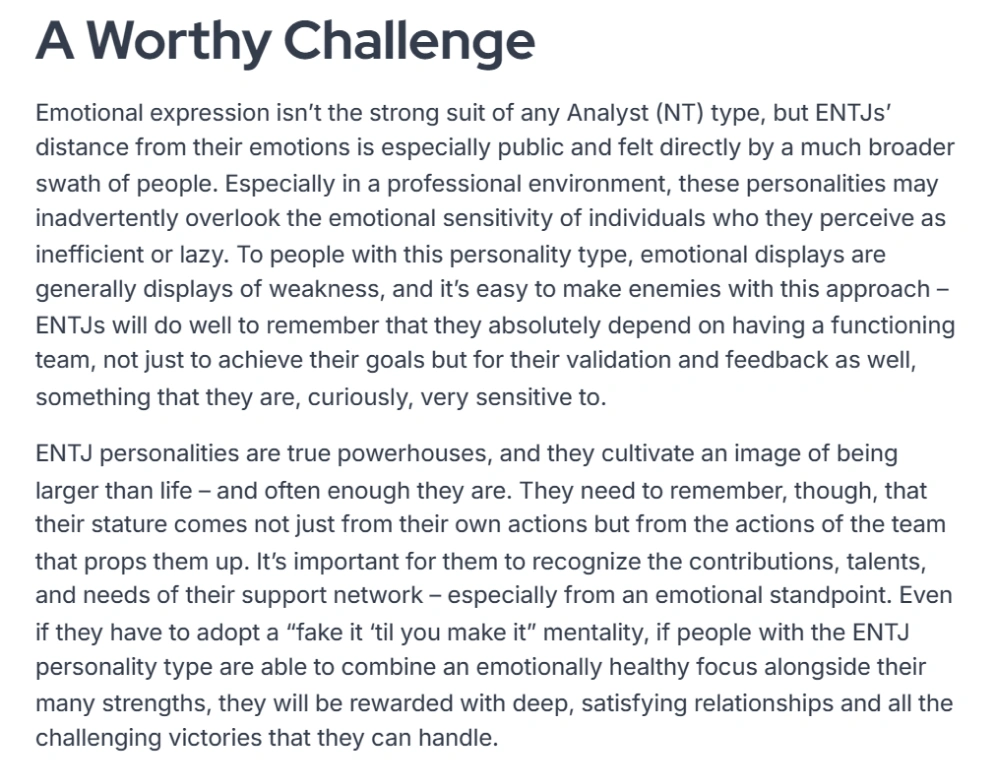 A Worthy Challenge
Emotional expression isn’t the strong suit of any Analyst (NT) type, but ENTJs’
distance from their emotions is especially public and felt directly by a much broader
swath of people. Especially in a professional environment, these personalities may
inadvertently overlook the emotional sensitivity of individuals who they perceive as
inefficient or lazy. To people with this personality type, emotional displays are
generally displays of weakness, and it’s easy to make enemies with this approach –
ENTJs will do well to remember that they absolutely depend on having a functioning
team, not just to achieve their goals but for their validation and feedback as well,
something that they are, curiously, very sensitive to.
ENTJ personalities are true powerhouses, and they cultivate an image of being
larger than life – and often enough they are. They need to remember, though, that
their stature comes not just from their own actions but from the actions of the team
that props them up. It’s important for them to recognize the contributions, talents,
and needs of their support network – especially from an emotional standpoint. Even
if they have to adopt a “fake it ‘til you make it” mentality, if people with the ENTJ
personality type are able to combine an emotionally healthy focus alongside their
many strengths, they will be rewarded with deep, satisfying relationships and all the
challenging victories that they can handle.